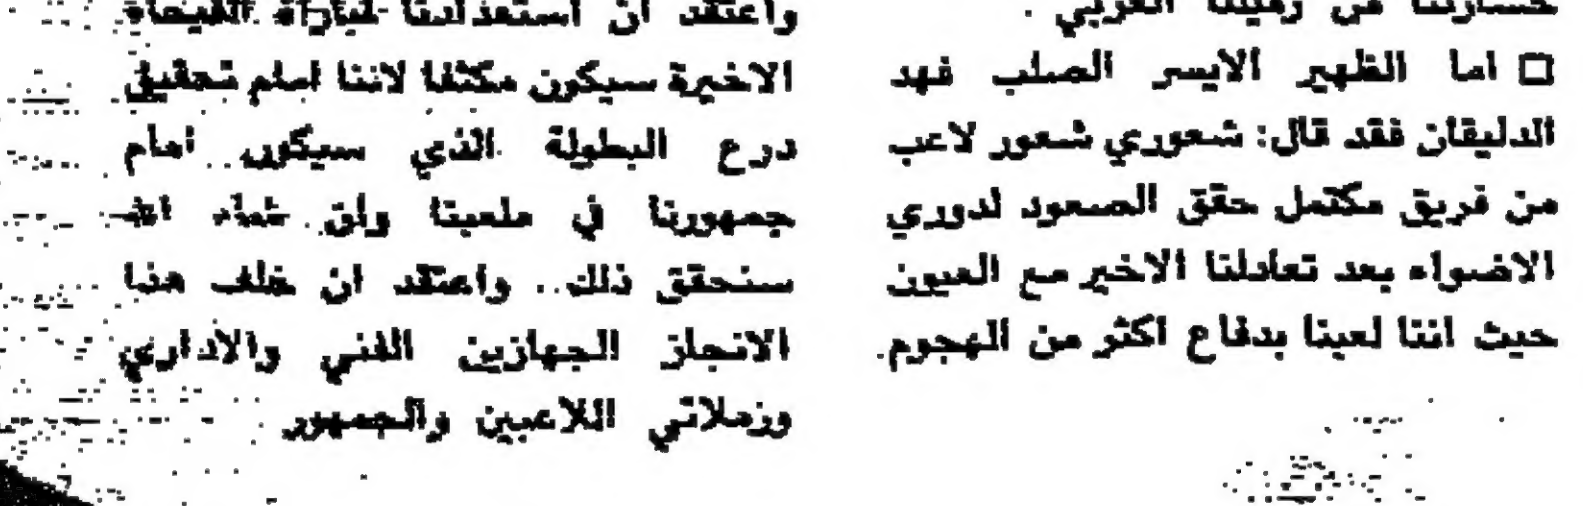 خسارتنا من زميلنا العربي .
□ اما الظهير الايسر الصلب فهد
الدليقان فقد قال: شعوري شعور لاعب
من فريق مكتمل حقق الصعود لدوري
الاضواء بعد تعادلنا الاخير مع العيون
حيث اننا لعبنا بدفاع اكثر من الهجوم.
واعتقد ان استعدادنا لمباراة
الاخيرة سيكون مكثفا لاننا امام تحقيق
درع البطولة الذي سيكون امام
جمهورنا في ملعبنا وان شاء الله
سنحقق ذلك.. واعتقد ان خلف هذا
الانجاز الجهازين الفني والاداري
وزملائي اللاعبين والجمهور